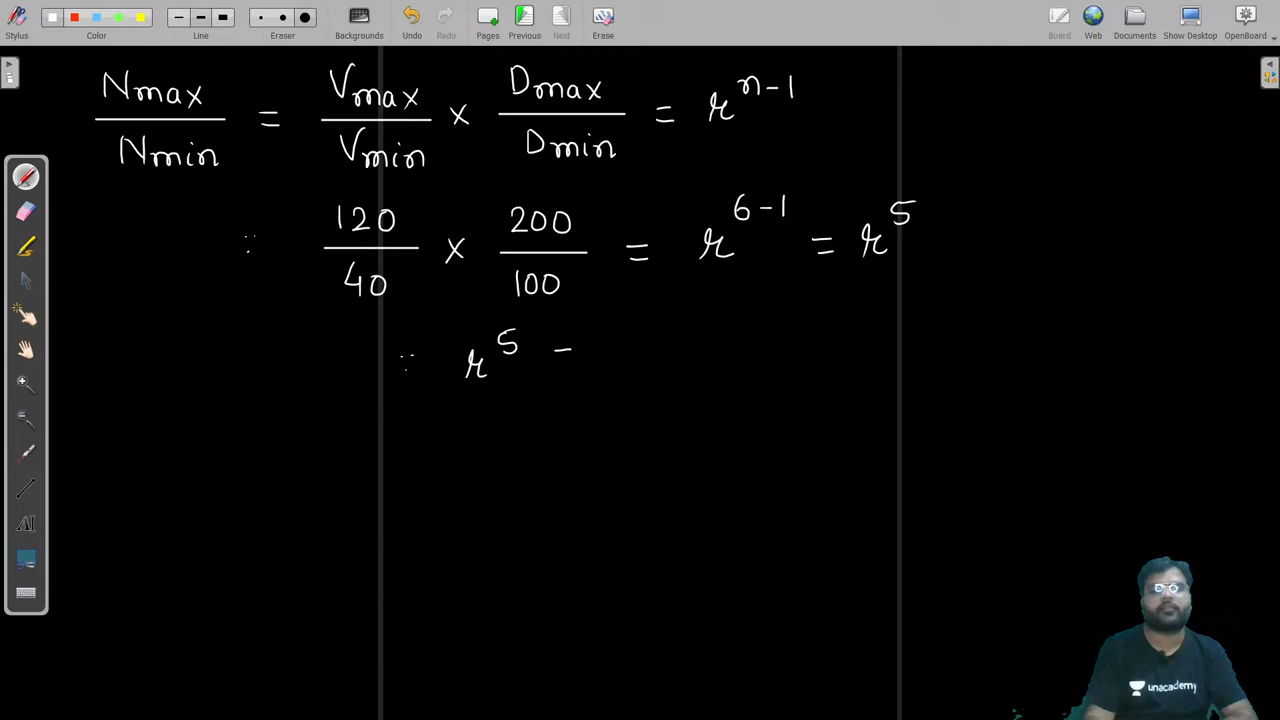 Stylus Color Line Eraser Backgrounds Undo Redo Pages Previous Next Erase Board Web Documents Show Desktop OpenBoard
Nmax/Nmin = Vmax/Vmin × Dmax/Dmin = r^n-1
∵ 120/40 × 200/100 = r^6-1 = r^5
∵ r^5 -
AI
unacademy